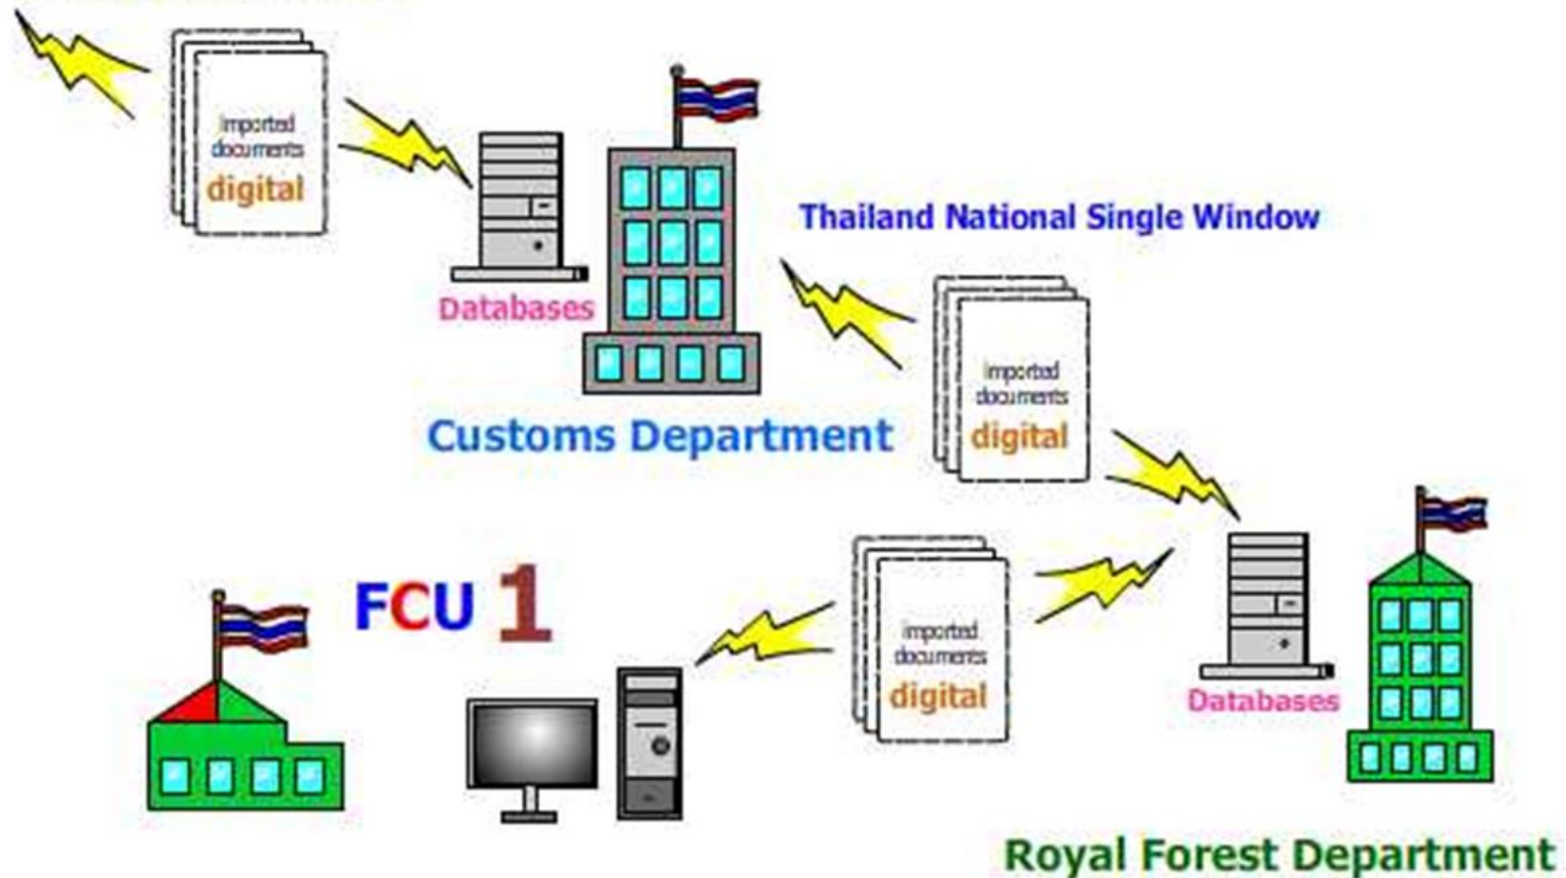 imported
documents
digital
Databases
Thailand National Single Window
Customs Department
imported
documents
digital
FCU 1
imported
documents
digital
Databases
Royal Forest Department